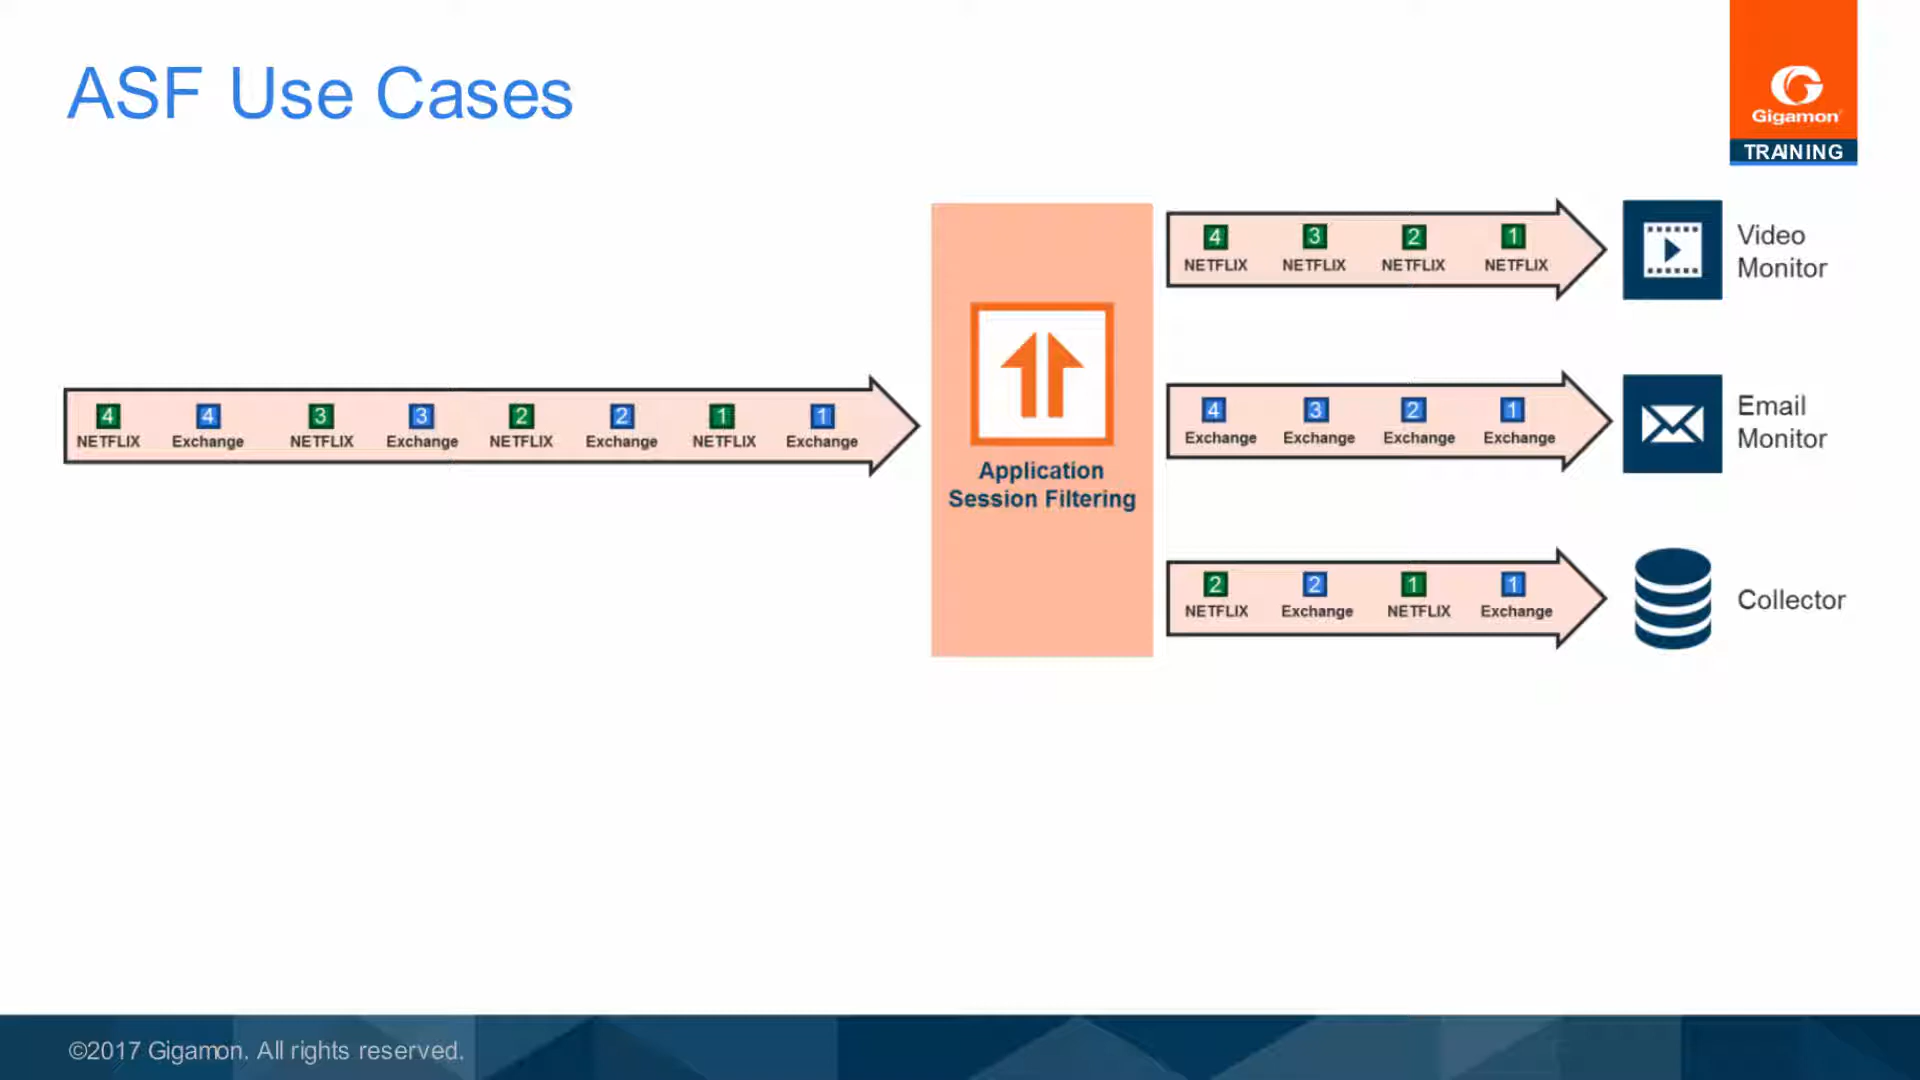 ASF Use Cases
Gigamon
TRAINING
4 3 2 1
NETFLIX NETFLIX NETFLIX NETFLIX
Video
Monitor
4 4 3 3 2 2 1 1
NETFLIX Exchange NETFLIX Exchange NETFLIX Exchange NETFLIX Exchange
Application
Session Filtering
4 3 2 1
Exchange Exchange Exchange Exchange
Email
Monitor
2 2 1 1
NETFLIX Exchange NETFLIX Exchange
Collector
©2017 Gigamon. All rights reserved.